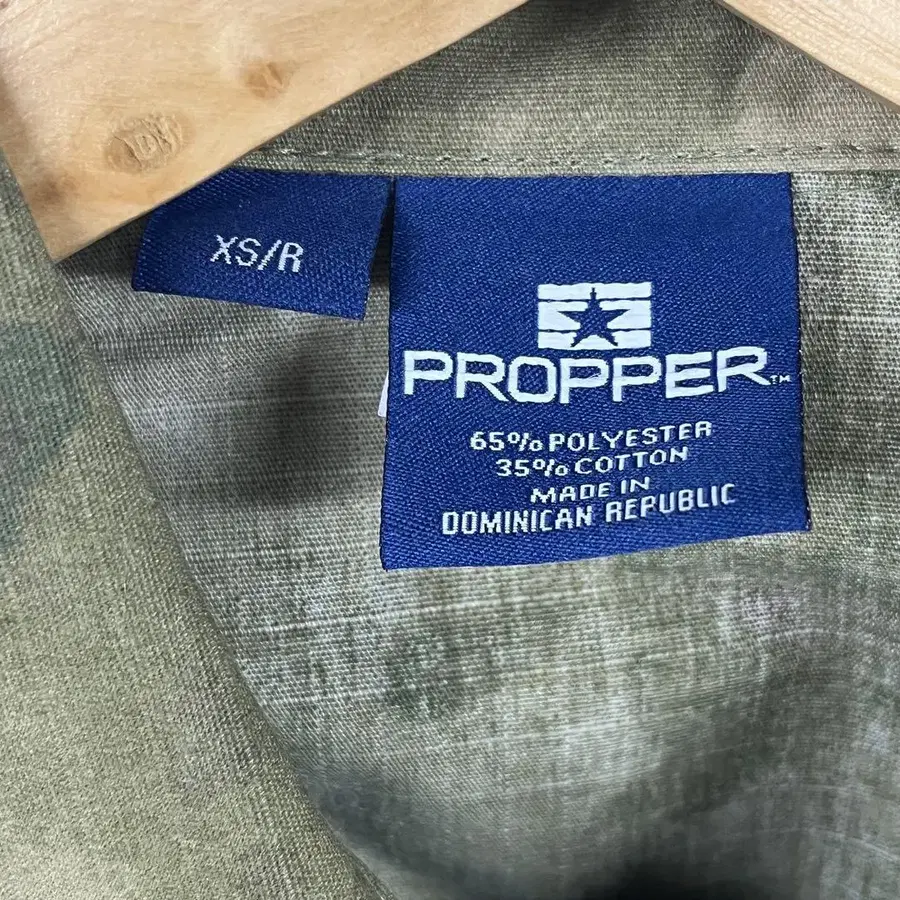 XS/R
PROPPER™
65% POLYESTER
35% COTTON
MADE IN
DOMINICAN REPUBLIC